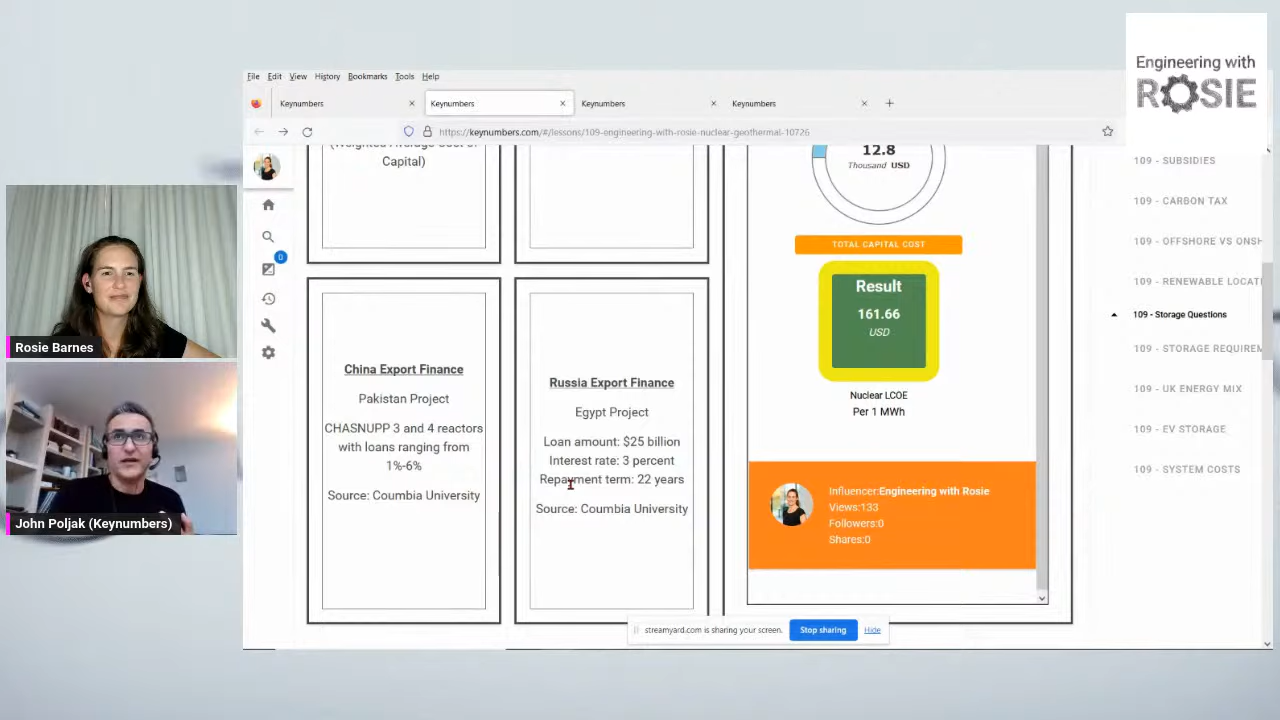 Engineering with
ROSIE
File Edit View History Bookmarks Tools Help
Keynumbers
Keynumbers
Keynumbers
Keynumbers
https://keynumbers.com/#/lessons/109-engineering-with-rosie-nuclear-geothermal-10726
(Weighted Average Cost of
Capital)
12.8
Thousand USD
TOTAL CAPITAL COST
Result
161.66
USD
Nuclear LCOE
Per 1 MWh
0
China Export Finance
Pakistan Project
CHASNUPP 3 and 4 reactors
with loans ranging from
1%-6%
Source: Coumbia University
Russia Export Finance
Egypt Project
Loan amount: $25 billion
Interest rate: 3 percent
Repayment term: 22 years
Source: Coumbia University
Influencer:Engineering with Rosie
Views:133
Followers:0
Shares:0
109 - SUBSIDIES
109 - CARBON TAX
109 - OFFSHORE VS ONSH
109 - RENEWABLE LOCATI
109 - Storage Questions
109 - STORAGE REQUIREM
109 - UK ENERGY MIX
109 - EV STORAGE
109 - SYSTEM COSTS
streamyard.com is sharing your screen.
Stop sharing
Hide
Rosie Barnes
John Poljak (Keynumbers)